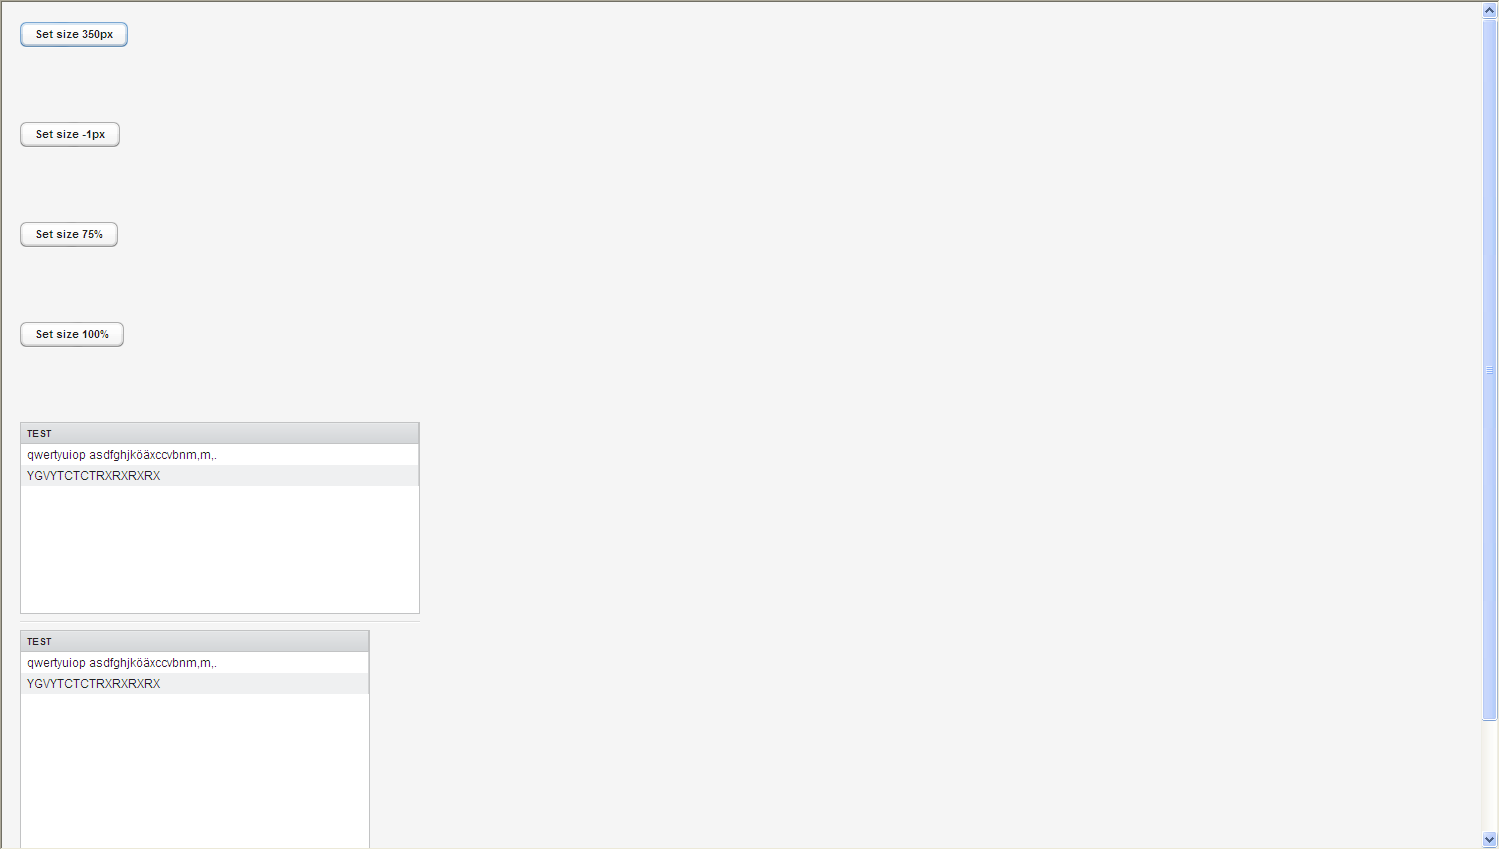 Set size 350px
Set size -1px
Set size 75%
Set size 100%
TEST
qwertyuiop asdfghjköäxccvbnm,m,.
YGVYTCTCTRXRXRXRX
TEST
qwertyuiop asdfghjköäxccvbnm,m,.
YGVYTCTCTRXRXRXRX